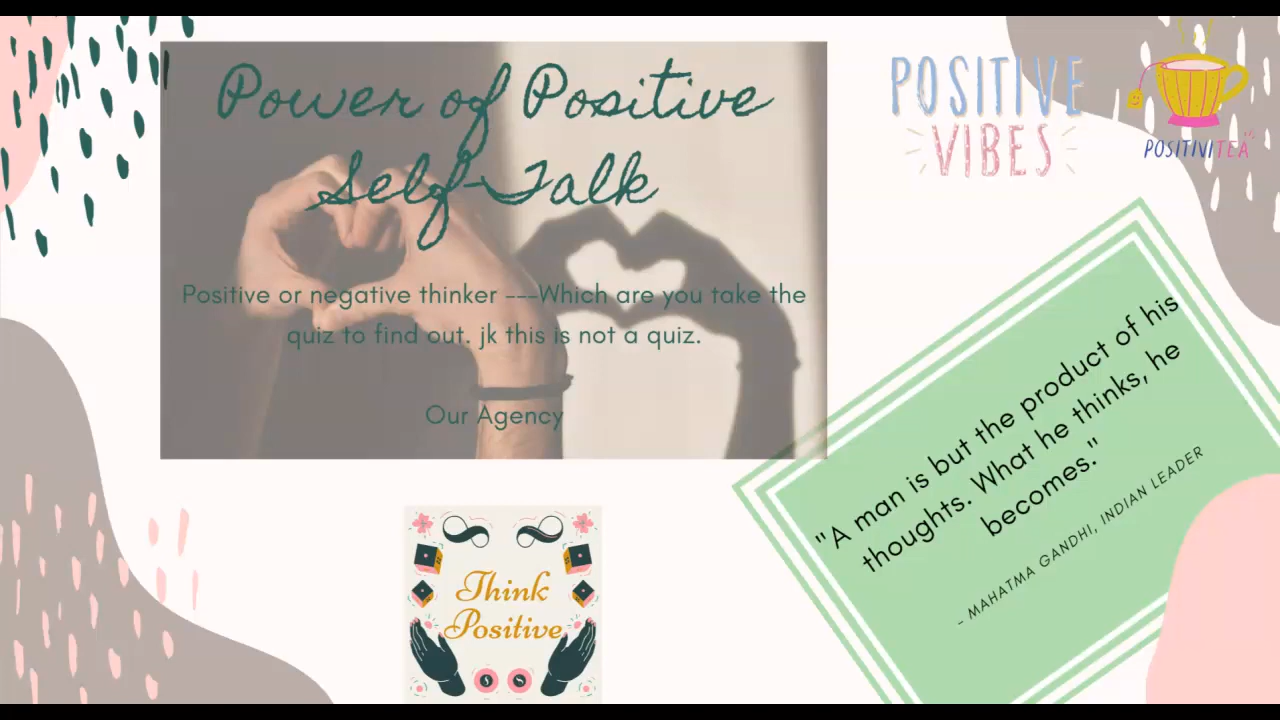 Power of Positive
Self-Talk
Positive or negative thinker ---Which are you take the
quiz to find out. jk this is not a quiz.
Our Agency
POSITIVE
VIBES
POSITIVITEA
"A man is but the product of his
thoughts. What he thinks, he
becomes."
- MAHATMA GANDHI, INDIAN LEADER
Think
Positive